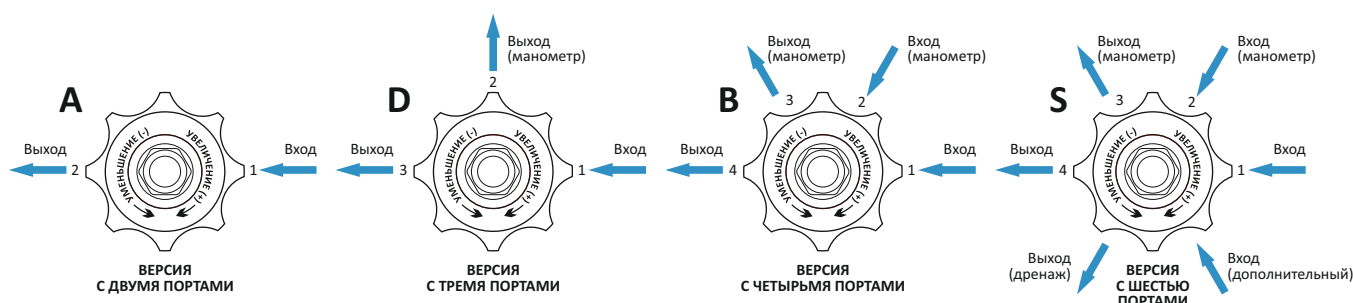 A
Выход
2
1
Вход
УМЕНЬШЕНИЕ (-)
УВЕЛИЧЕНИЕ (+)
ВЕРСИЯ
С ДВУМЯ ПОРТАМИ
D
Выход
(манометр)
2
Выход
3
1
Вход
УМЕНЬШЕНИЕ (-)
УВЕЛИЧЕНИЕ (+)
ВЕРСИЯ
С ТРЕМЯ ПОРТАМИ
B
Выход
(манометр)
Вход
(манометр)
3
2
Выход
4
1
Вход
УМЕНЬШЕНИЕ (-)
УВЕЛИЧЕНИЕ (+)
ВЕРСИЯ
С ЧЕТЫРЬМЯ ПОРТАМИ
S
Выход
(манометр)
Вход
(манометр)
3
2
Выход
4
1
Вход
УМЕНЬШЕНИЕ (-)
УВЕЛИЧЕНИЕ (+)
Выход
(дренаж)
Вход
(дополнительный)
ВЕРСИЯ
С ШЕСТЬЮ
ПОРТАМИ